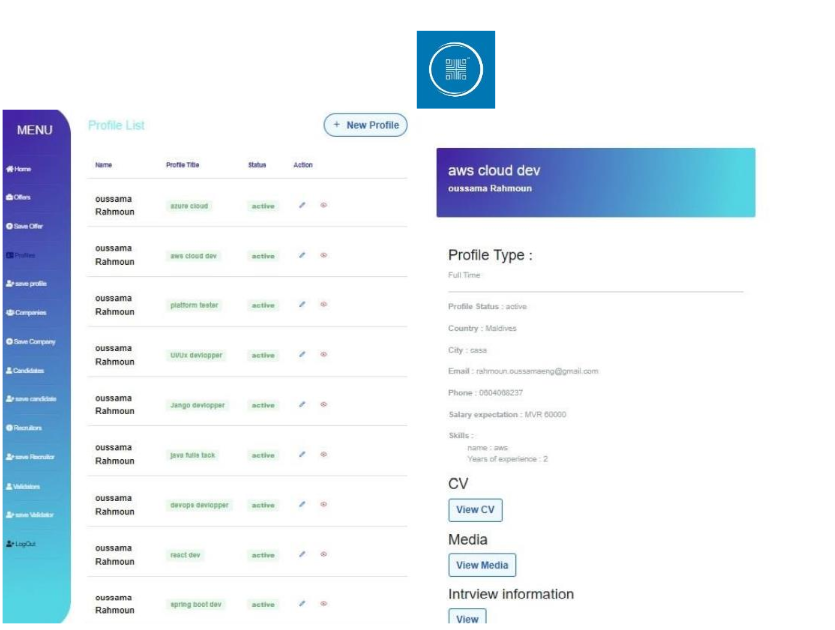 MENU
Home
Offers
Save Offer
Profiles
save profile
Companies
Save Company
Candidates
save candidate
Recruitors
save Recruitor
Validators
save Validator
LogOut
Profile List
+ New Profile
Name Profile Title Status Action
oussama
Rahmoun
azure cloud active
oussama
Rahmoun
aws cloud dev active
oussama
Rahmoun
platform tester active
oussama
Rahmoun
UI/Ux devlopper active
oussama
Rahmoun
Jango devlopper active
oussama
Rahmoun
java fulls tack active
oussama
Rahmoun
devops devlopper active
oussama
Rahmoun
react dev active
oussama
Rahmoun
spring boot dev active
aws cloud dev
oussama Rahmoun
Profile Type :
Full Time
Profile Status : active
Country : Maldives
City : casa
Email : rahmoun.oussamaeng@gmail.com
Phone : 0604068237
Salary expectation : MVR 60000
Skills :
name : aws
Years of experience : 2
CV
View CV
Media
View Media
Intrview information
View